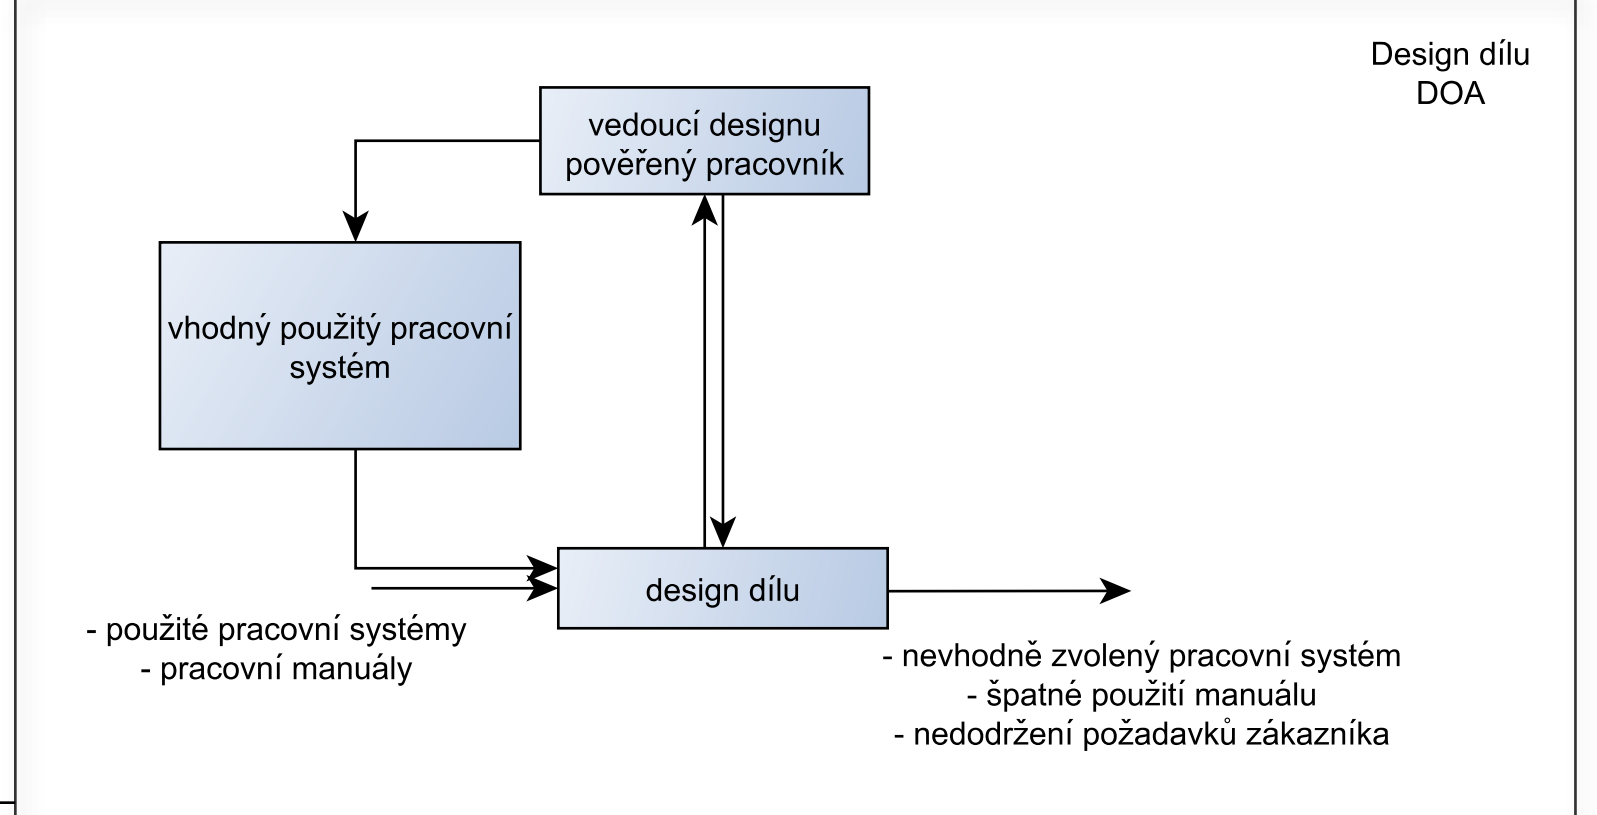 Design dílu
DOA
vedoucí designu
pověřený pracovník
vhodný použitý pracovní
systém
design dílu
- použité pracovní systémy
- pracovní manuály
- nevhodně zvolený pracovní systém
- špatné použití manuálu
- nedodržení požadavků zákazníka